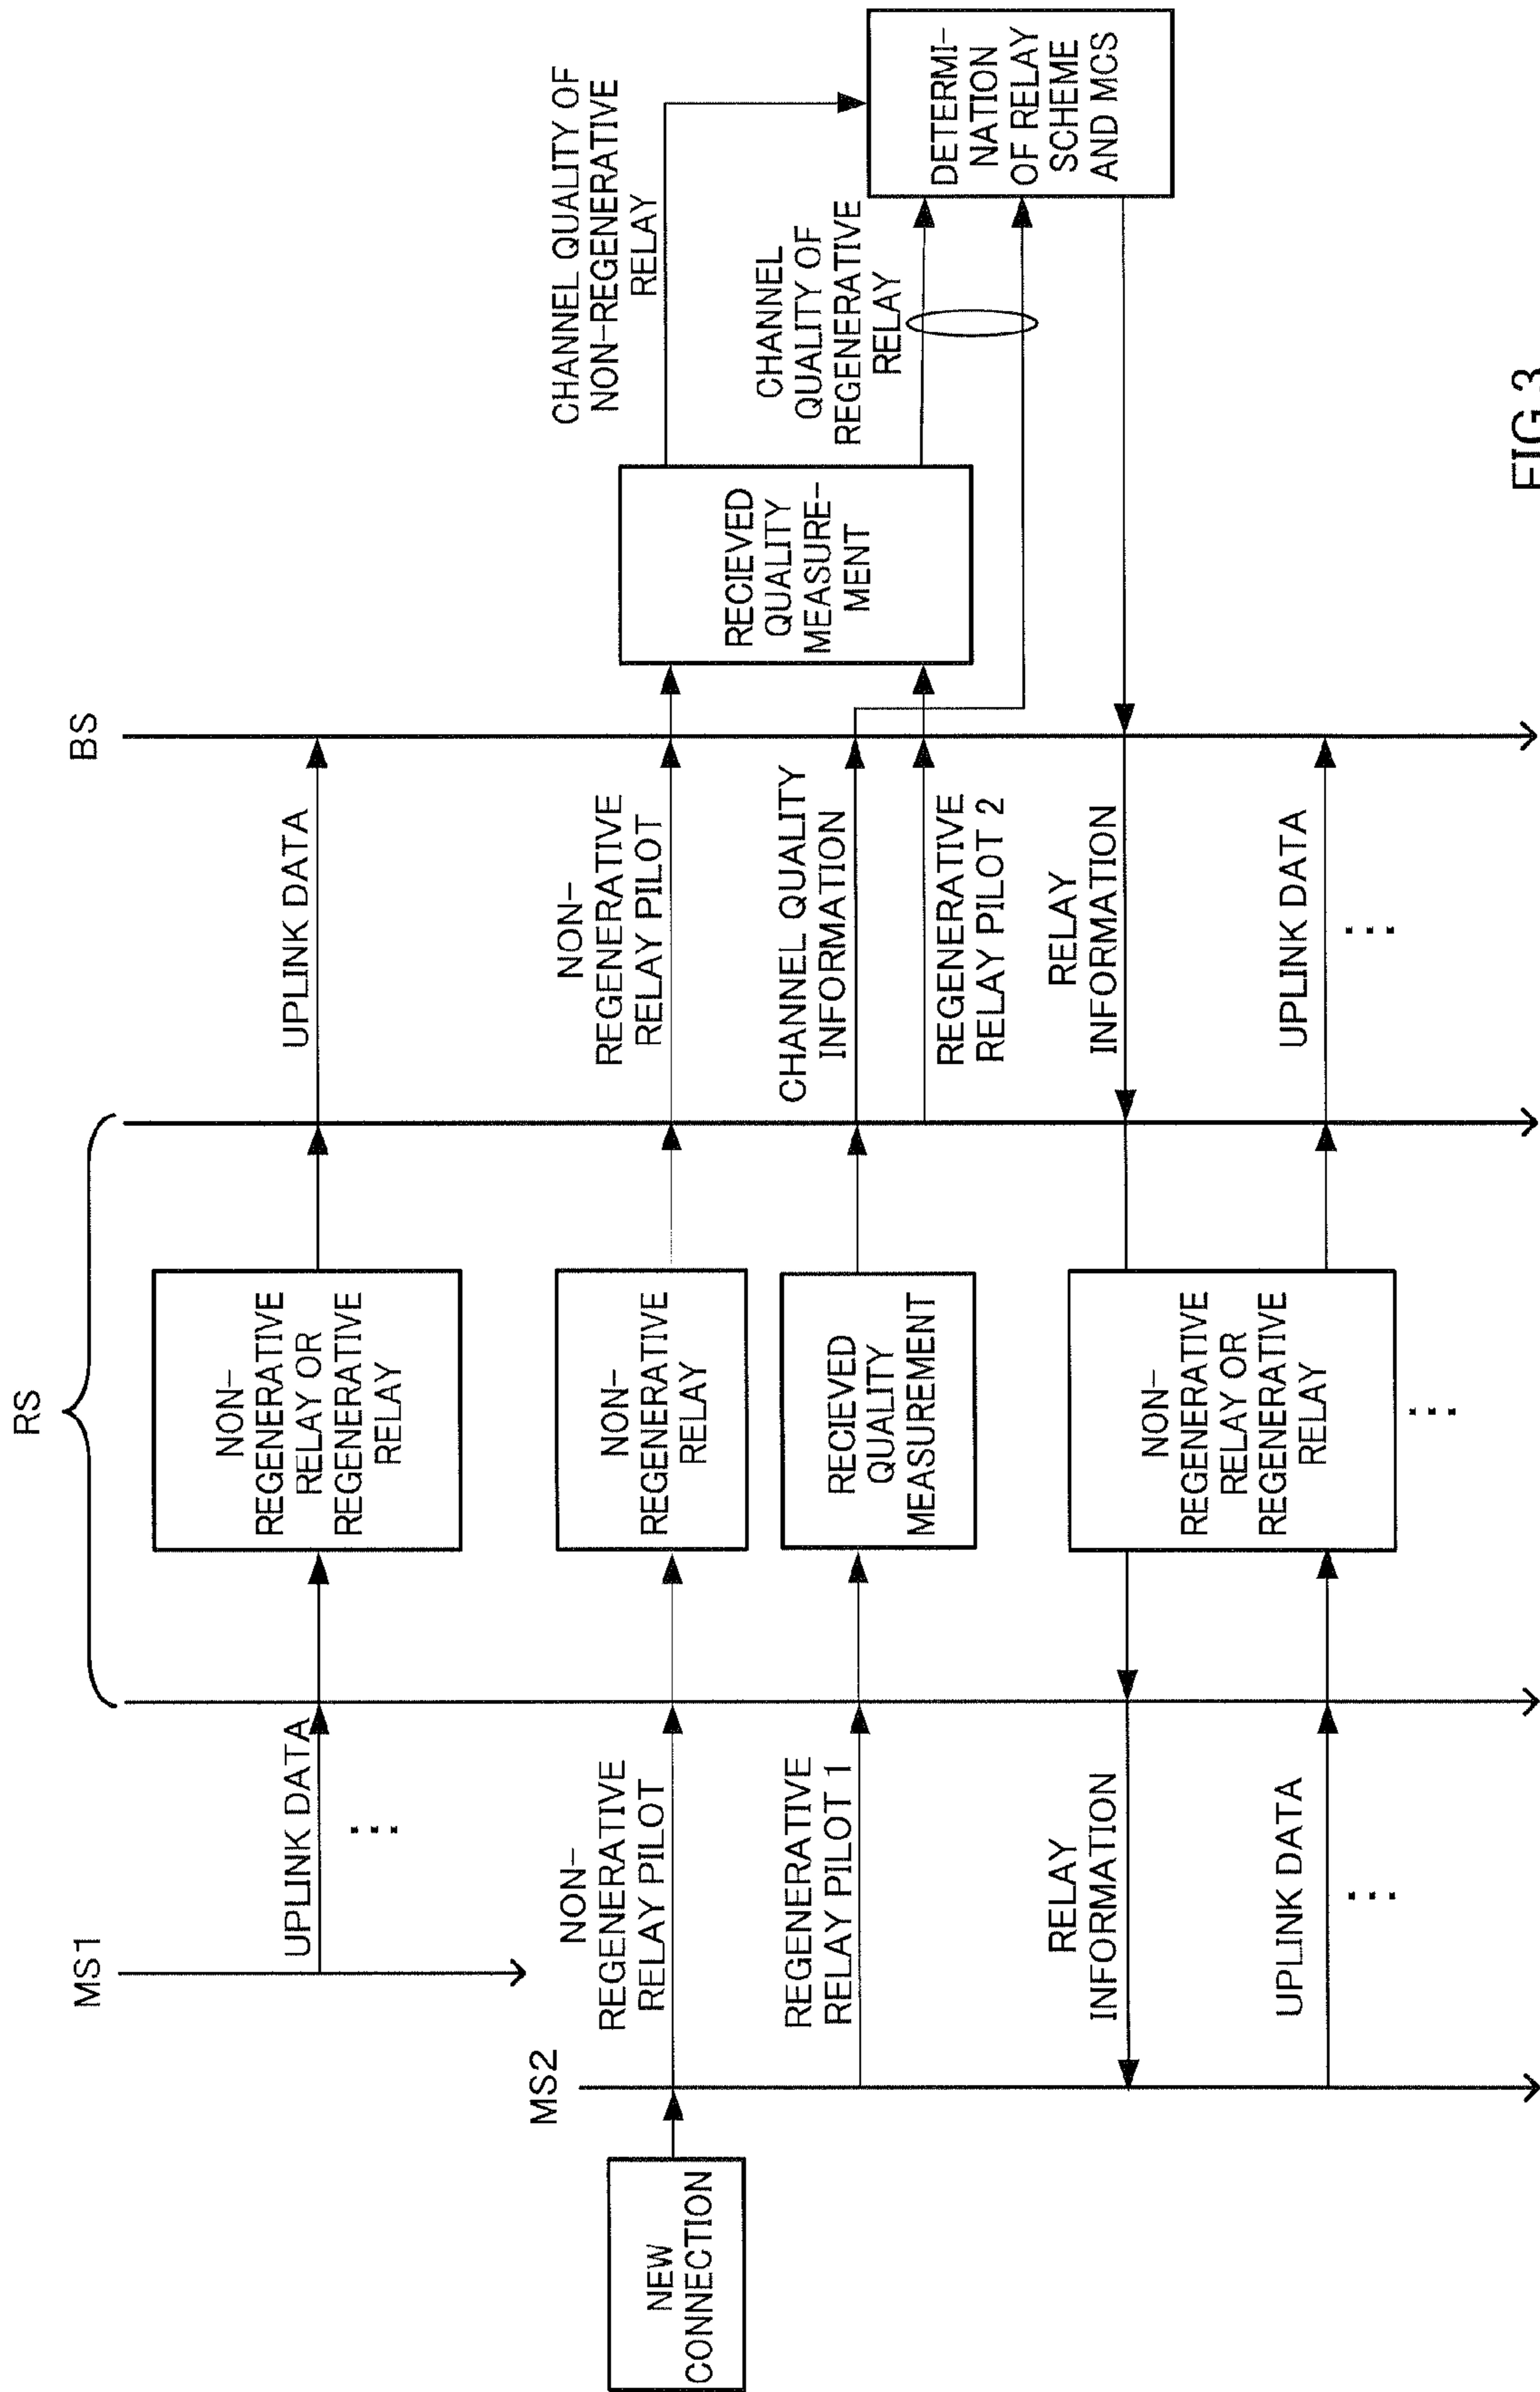 MS1
RS
BS
UPLINK DATA
NON-
REGENERATIVE
RELAY OR
REGENERATIVE
RELAY
UPLINK DATA
MS2
NEW
CONNECTION
NON-
REGENERATIVE
RELAY PILOT
NON-
REGENERATIVE
RELAY
NON-
REGENERATIVE
RELAY PILOT
RECIEVED
QUALITY
MEASURE-
MENT
CHANNEL QUALITY OF
NON-REGENERATIVE
RELAY
REGENERATIVE
RELAY PILOT 1
RECIEVED
QUALITY
MEASUREMENT
CHANNEL QUALITY
INFORMATION
REGENERATIVE
RELAY PILOT 2
CHANNEL
QUALITY OF
REGENERATIVE
RELAY
DETERMI-
NATION
OF RELAY
SCHEME
AND MCS
RELAY
INFORMATION
NON-
REGENERATIVE
RELAY OR
REGENERATIVE
RELAY
RELAY
INFORMATION
UPLINK DATA
UPLINK DATA
FIG.3